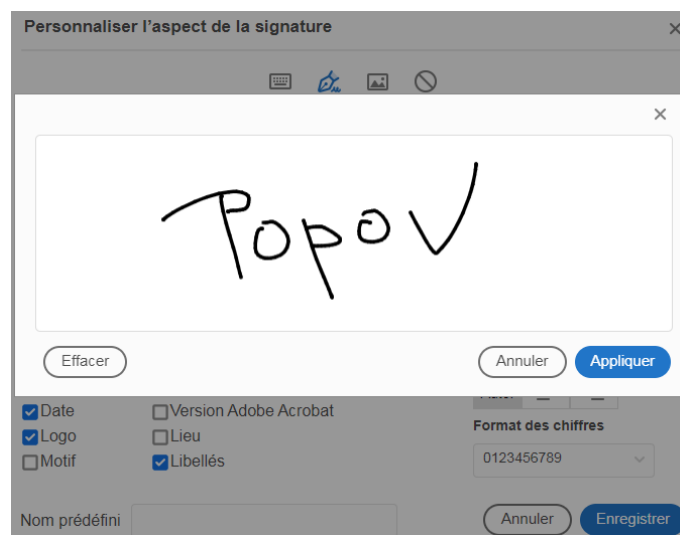 Personnaliser l'aspect de la signature
Popov
Effacer
Annuler
Appliquer
Date
Version Adobe Acrobat
Logo
Lieu
Format des chiffres
Motif
Libellés
0123456789
Nom prédéfini
Annuler
Enregistrer